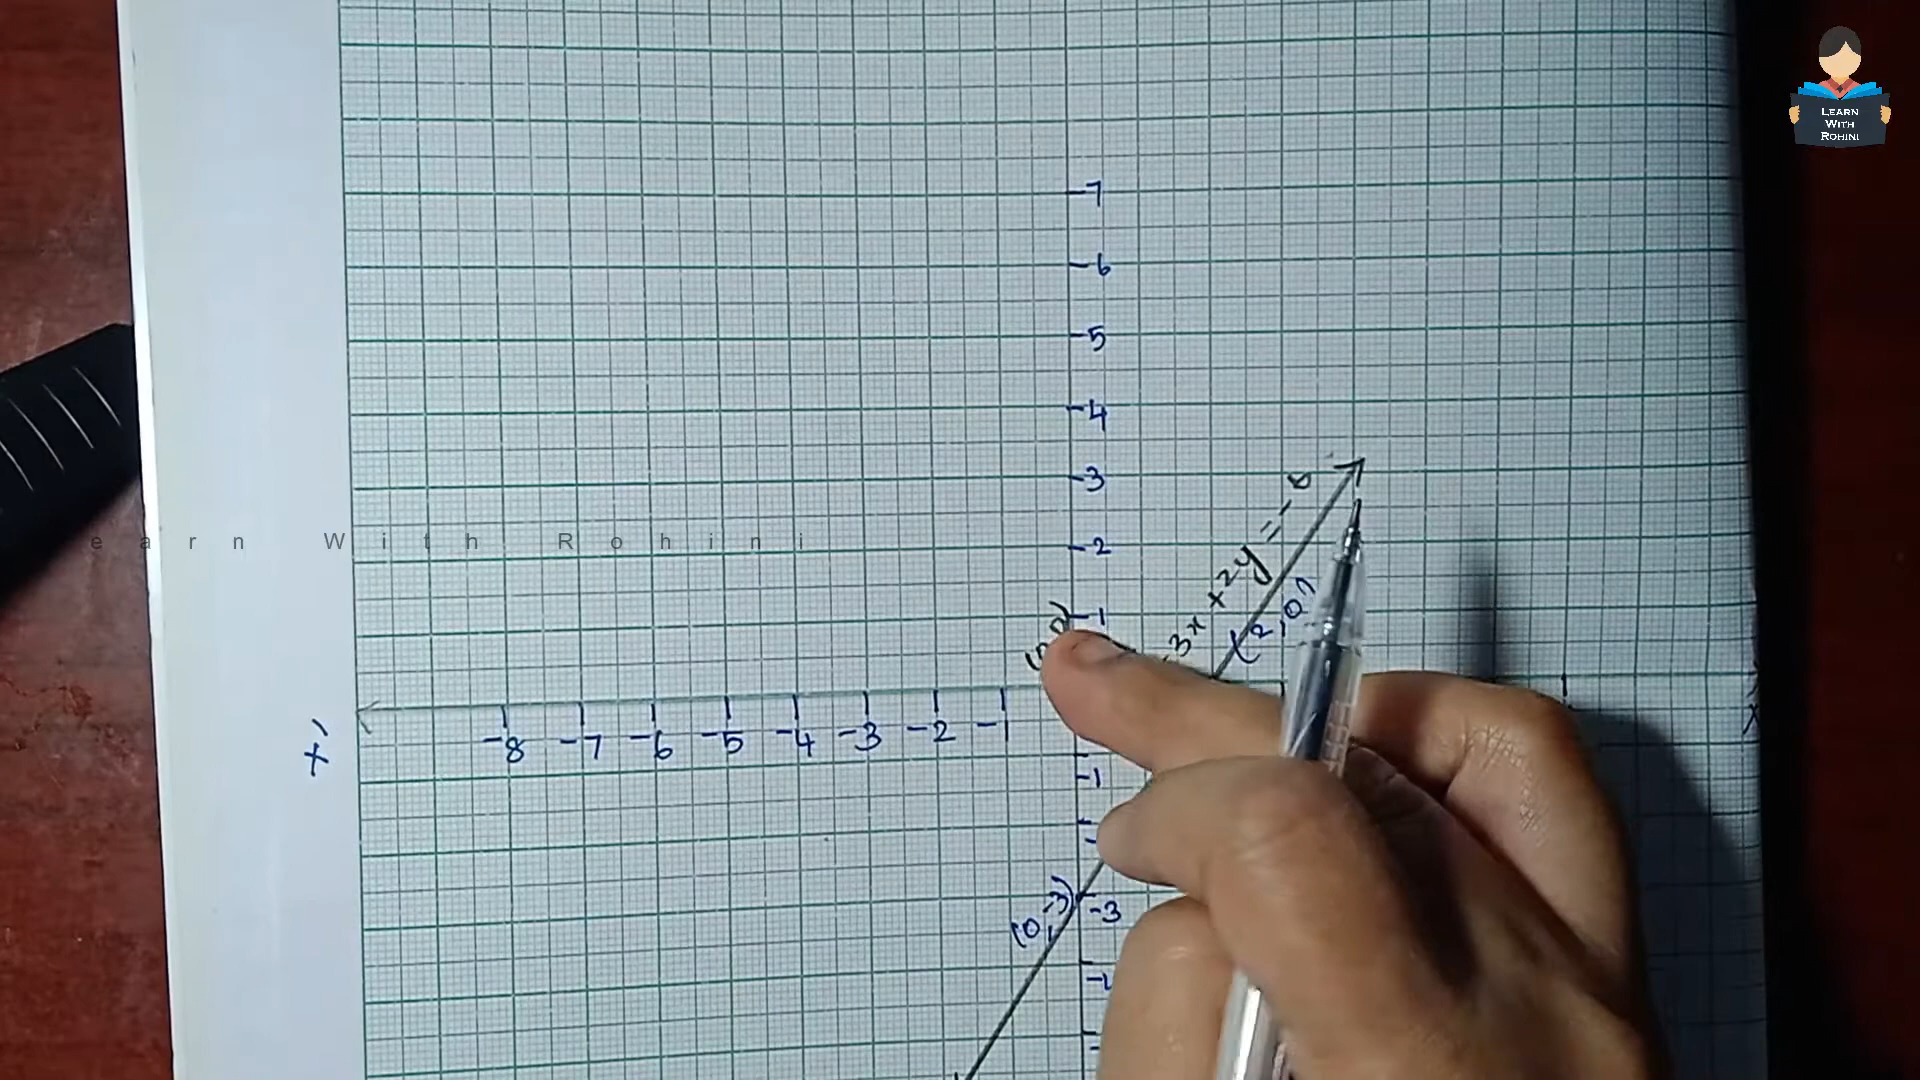 LEARN
WITH
ROHINI
-7
-6
-5
-4
-3
earn With Rohini
-2
-1
-3x+2y=-6
(2,0)
x'
-8 -7 -6 -5 -4 -3 -2 -1
-1
(0,-3)
-3